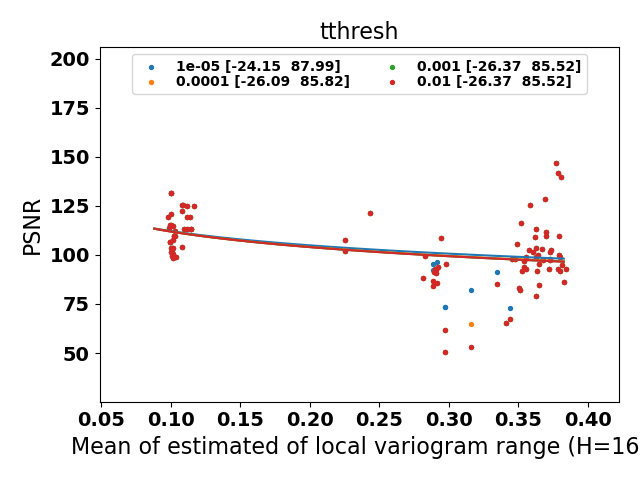 tthresh
1e-05 [-24.15  87.99]
0.0001 [-26.09  85.82]
0.001 [-26.37  85.52]
0.01 [-26.37  85.52]
PSNR
200
175
150
125
100
75
50
0.05 0.10 0.15 0.20 0.25 0.30 0.35 0.40
Mean of estimated of local variogram range (H=16